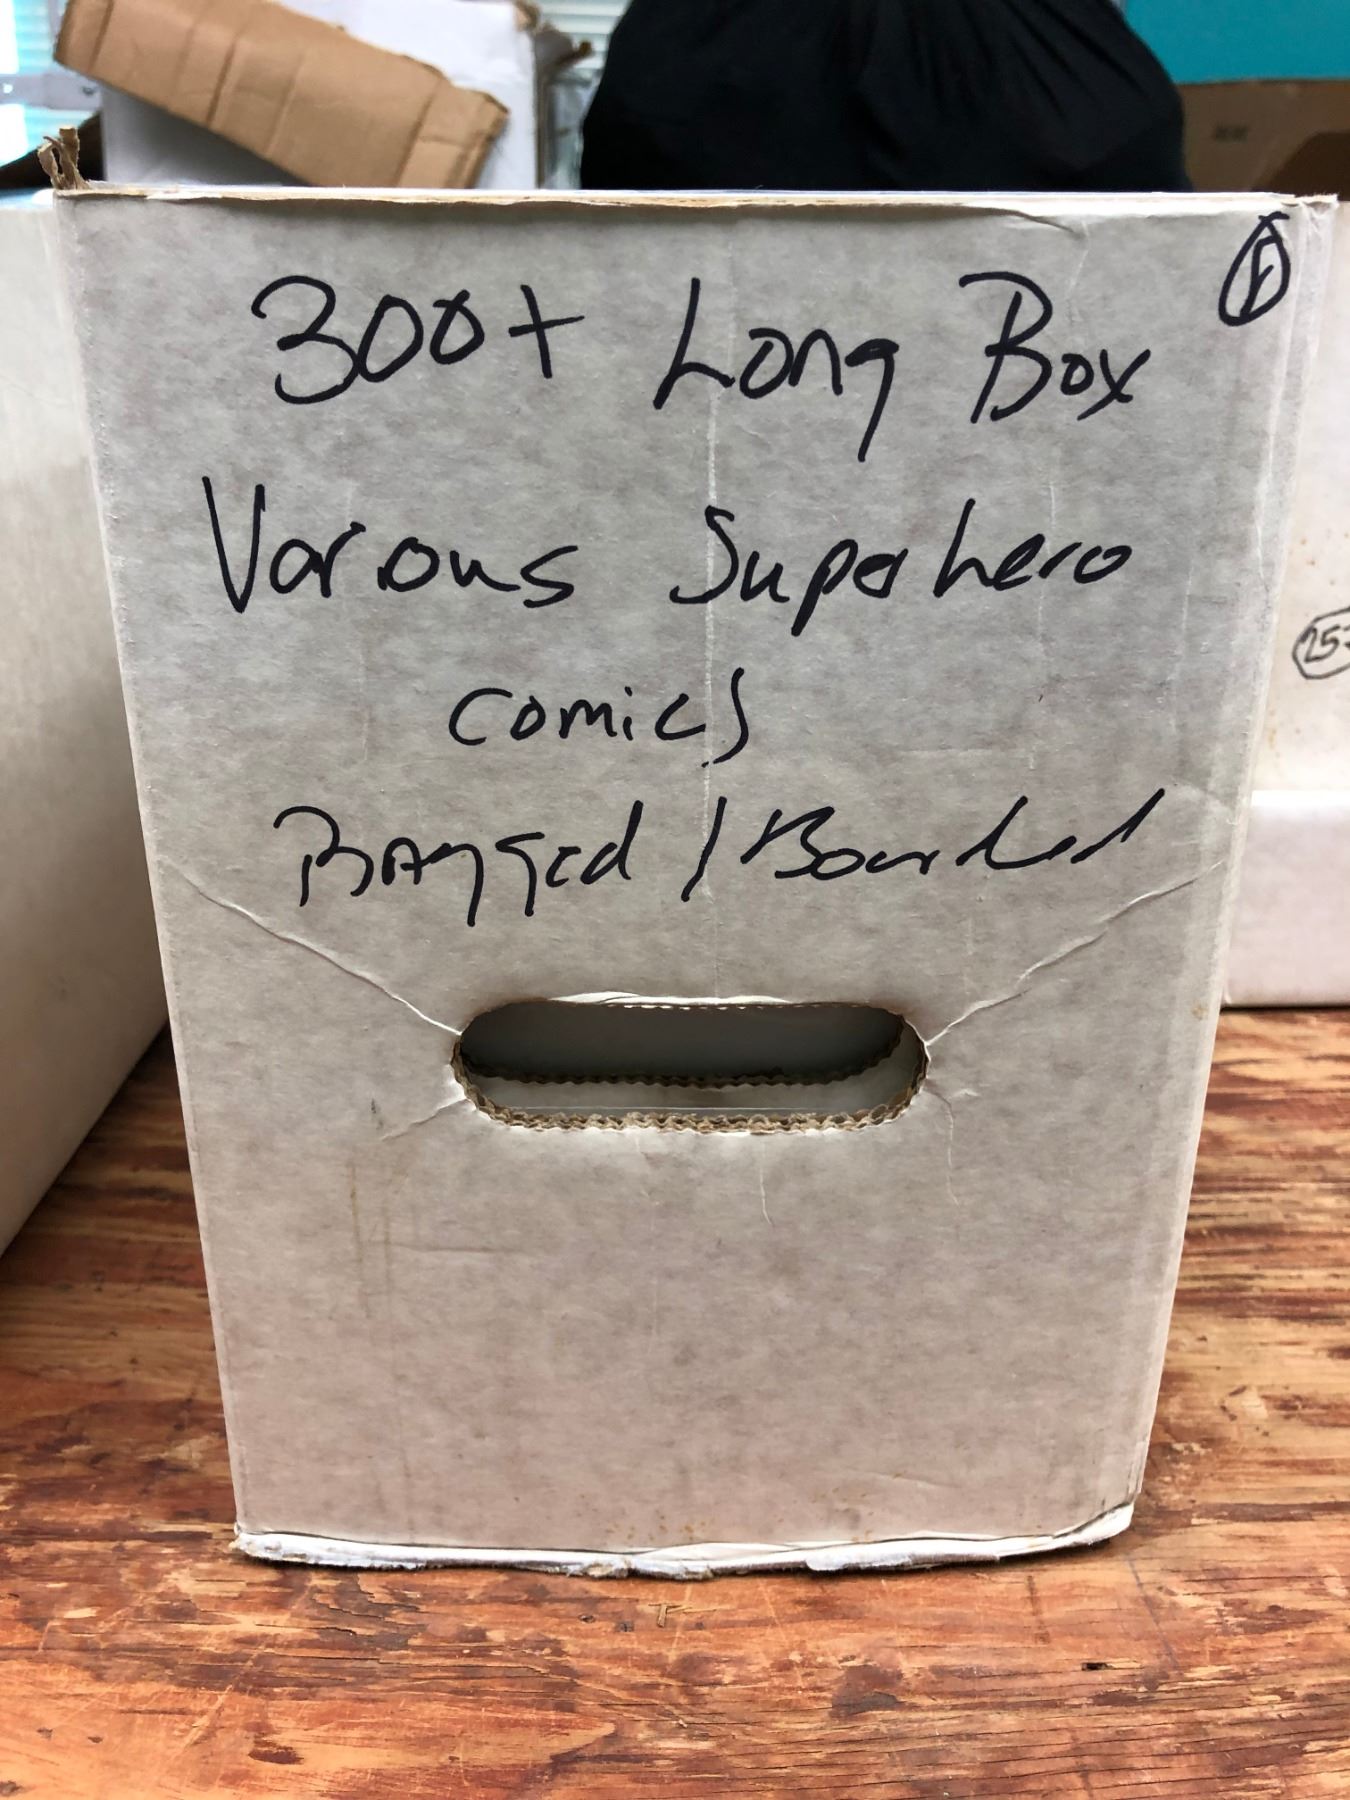 300+ Long Box
Various Superhero
comics
Bagged / Boarded